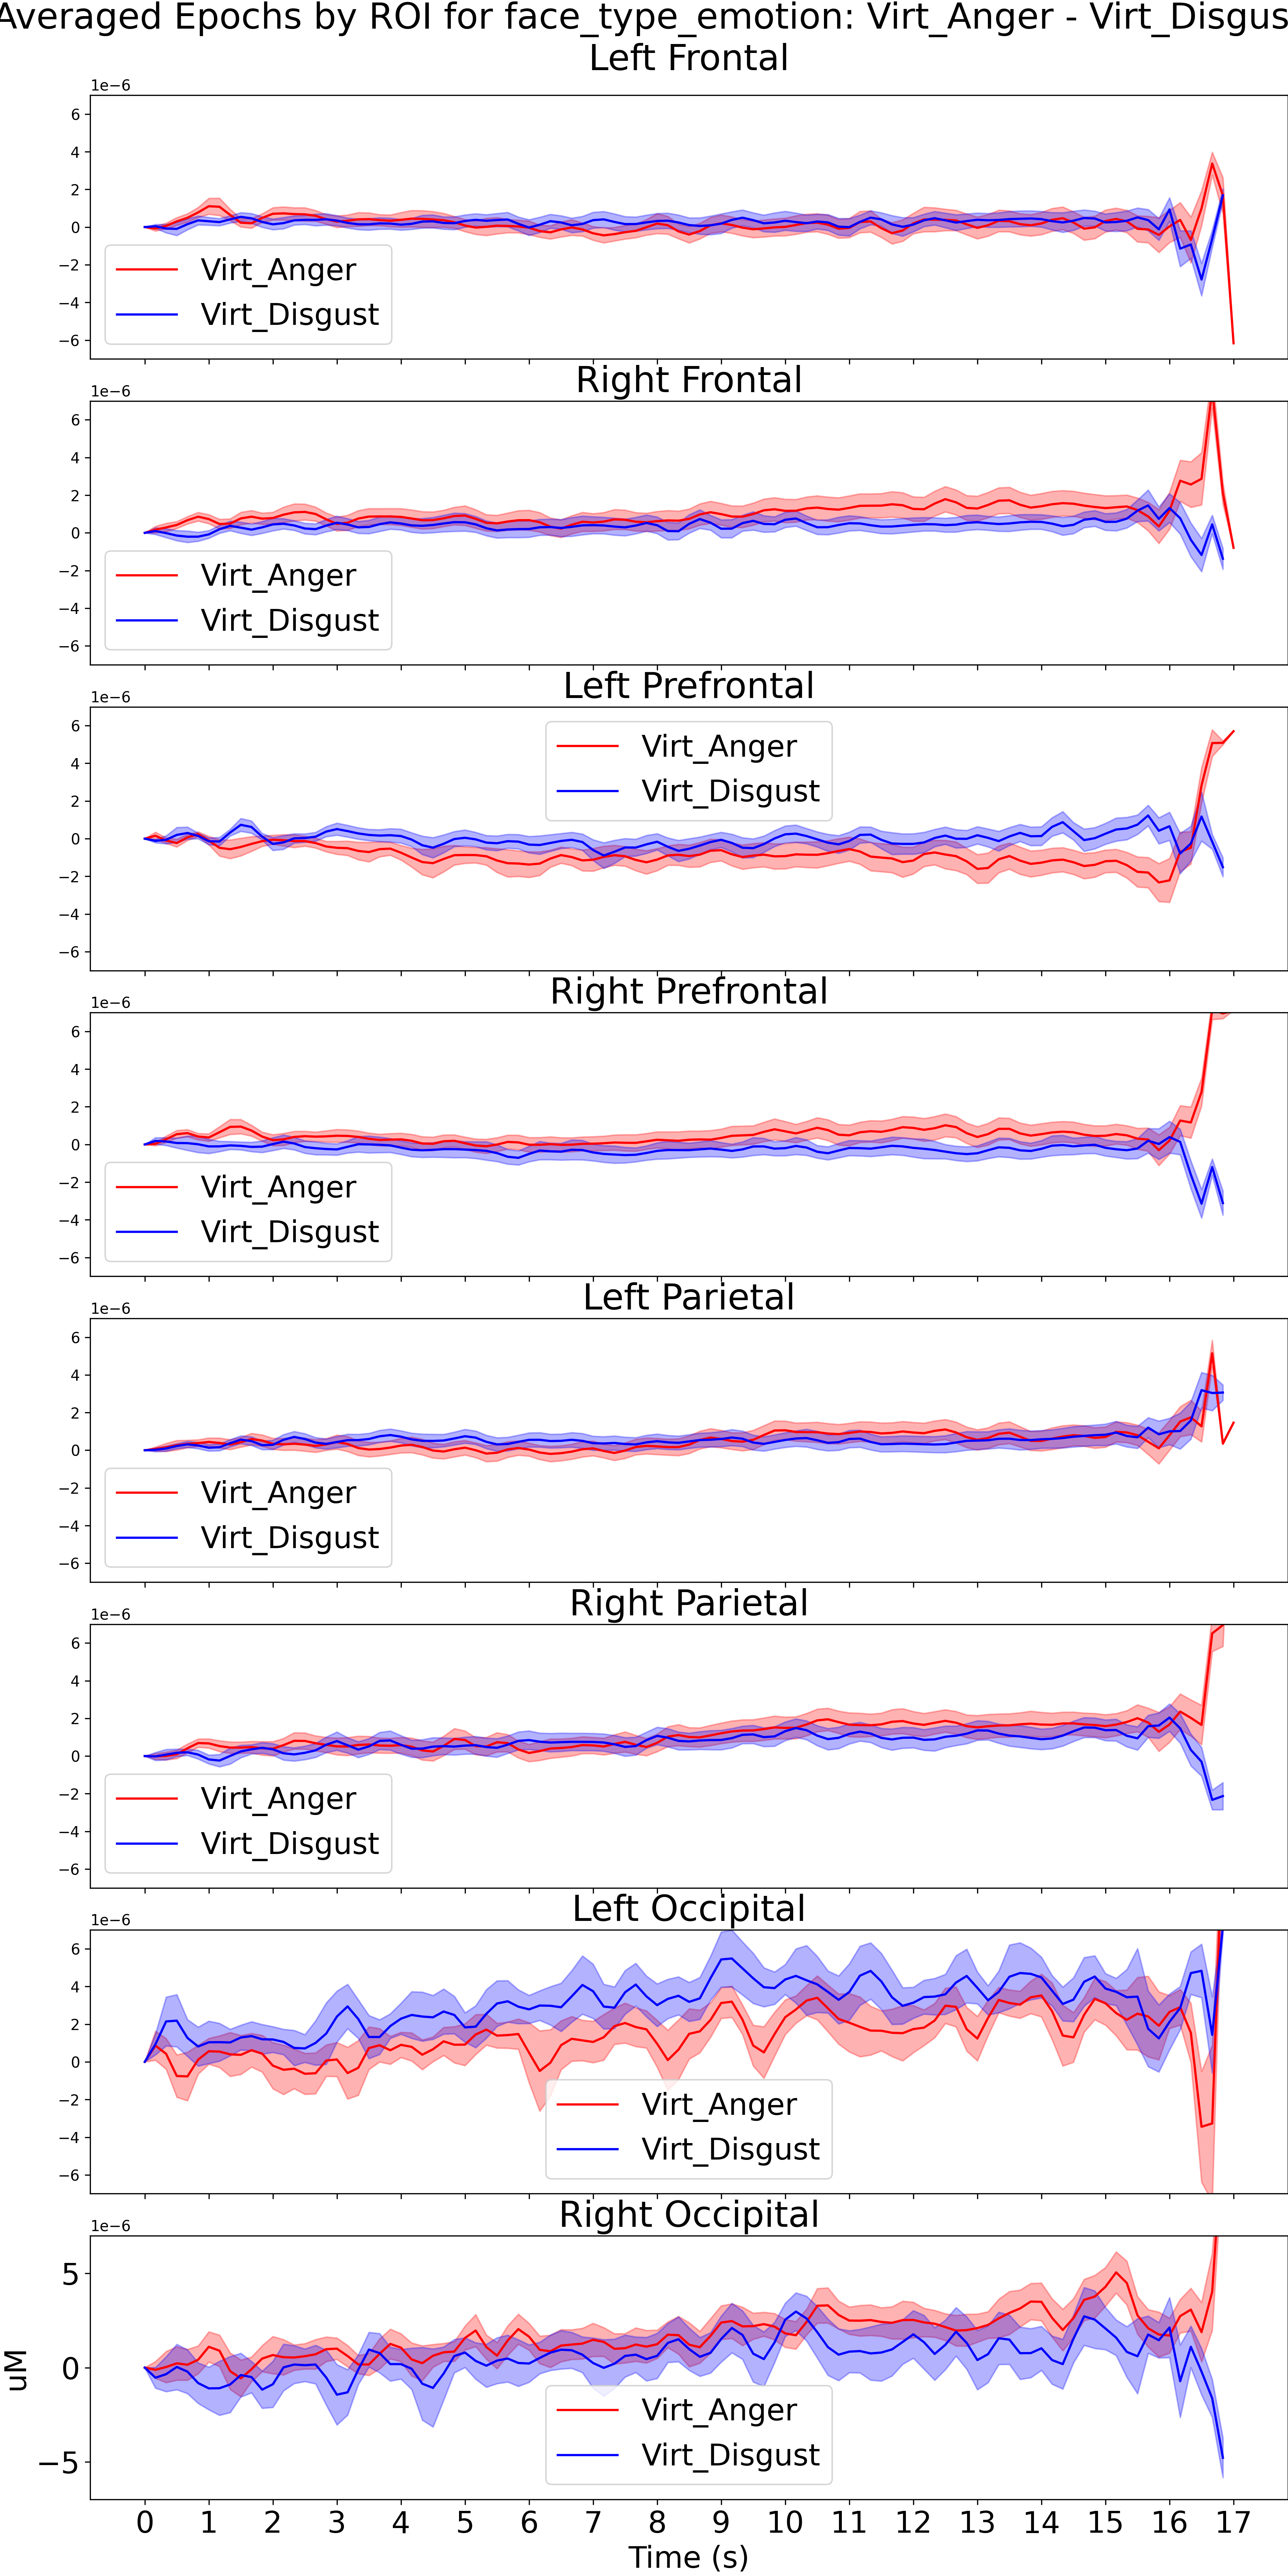 Averaged Epochs by ROI for face_type_emotion: Virt_Anger - Virt_Disgus
Left Frontal
1e−6
6
4
2
0
−2
−4
−6
Virt_Anger
Virt_Disgust
Right Frontal
1e−6
6
4
2
0
−2
−4
−6
Virt_Anger
Virt_Disgust
Left Prefrontal
1e−6
6
4
2
0
−2
−4
−6
Virt_Anger
Virt_Disgust
Right Prefrontal
1e−6
6
4
2
0
−2
−4
−6
Virt_Anger
Virt_Disgust
Left Parietal
1e−6
6
4
2
0
−2
−4
−6
Virt_Anger
Virt_Disgust
Right Parietal
1e−6
6
4
2
0
−2
−4
−6
Virt_Anger
Virt_Disgust
Left Occipital
1e−6
6
4
2
0
−2
−4
−6
Virt_Anger
Virt_Disgust
Right Occipital
1e−6
5
0
−5
uM
Virt_Anger
Virt_Disgust
0 1 2 3 4 5 6 7 8 9 10 11 12 13 14 15 16 17
Time (s)